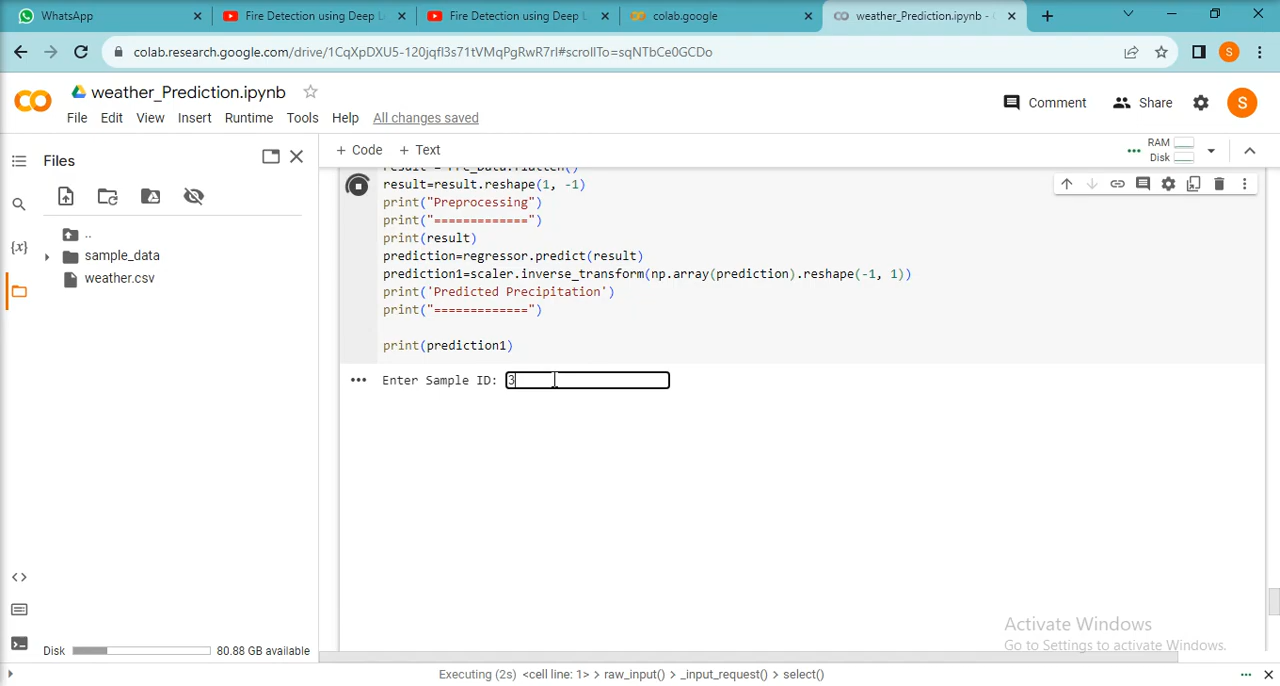 WhatsApp
Fire Detection using Deep L
Fire Detection using Deep L
colab.google
weather_Prediction.ipynb -
colab.research.google.com/drive/1CqXpDXU5-120jqfl3s71tVMqPgRwR7rI#scrollTo=sqNTbCe0GCDo
S
CO
weather_Prediction.ipynb
File Edit View Insert Runtime Tools Help All changes saved
Comment
Share
S
Files
+ Code + Text
RAM
Disk
..
sample_data
weather.csv
{x}
result=result.reshape(1, -1)
print("Preprocessing")
print("=============")
print(result)
prediction=regressor.predict(result)
prediction1=scaler.inverse_transform(np.array(prediction).reshape(-1, 1))
print('Predicted Precipitation')
print("=============")
print(prediction1)
Enter Sample ID: 3
Activate Windows
Go to Settings to activate Windows.
Disk 80.88 GB available
Executing (2s) <cell line: 1> > raw_input() > _input_request() > select()